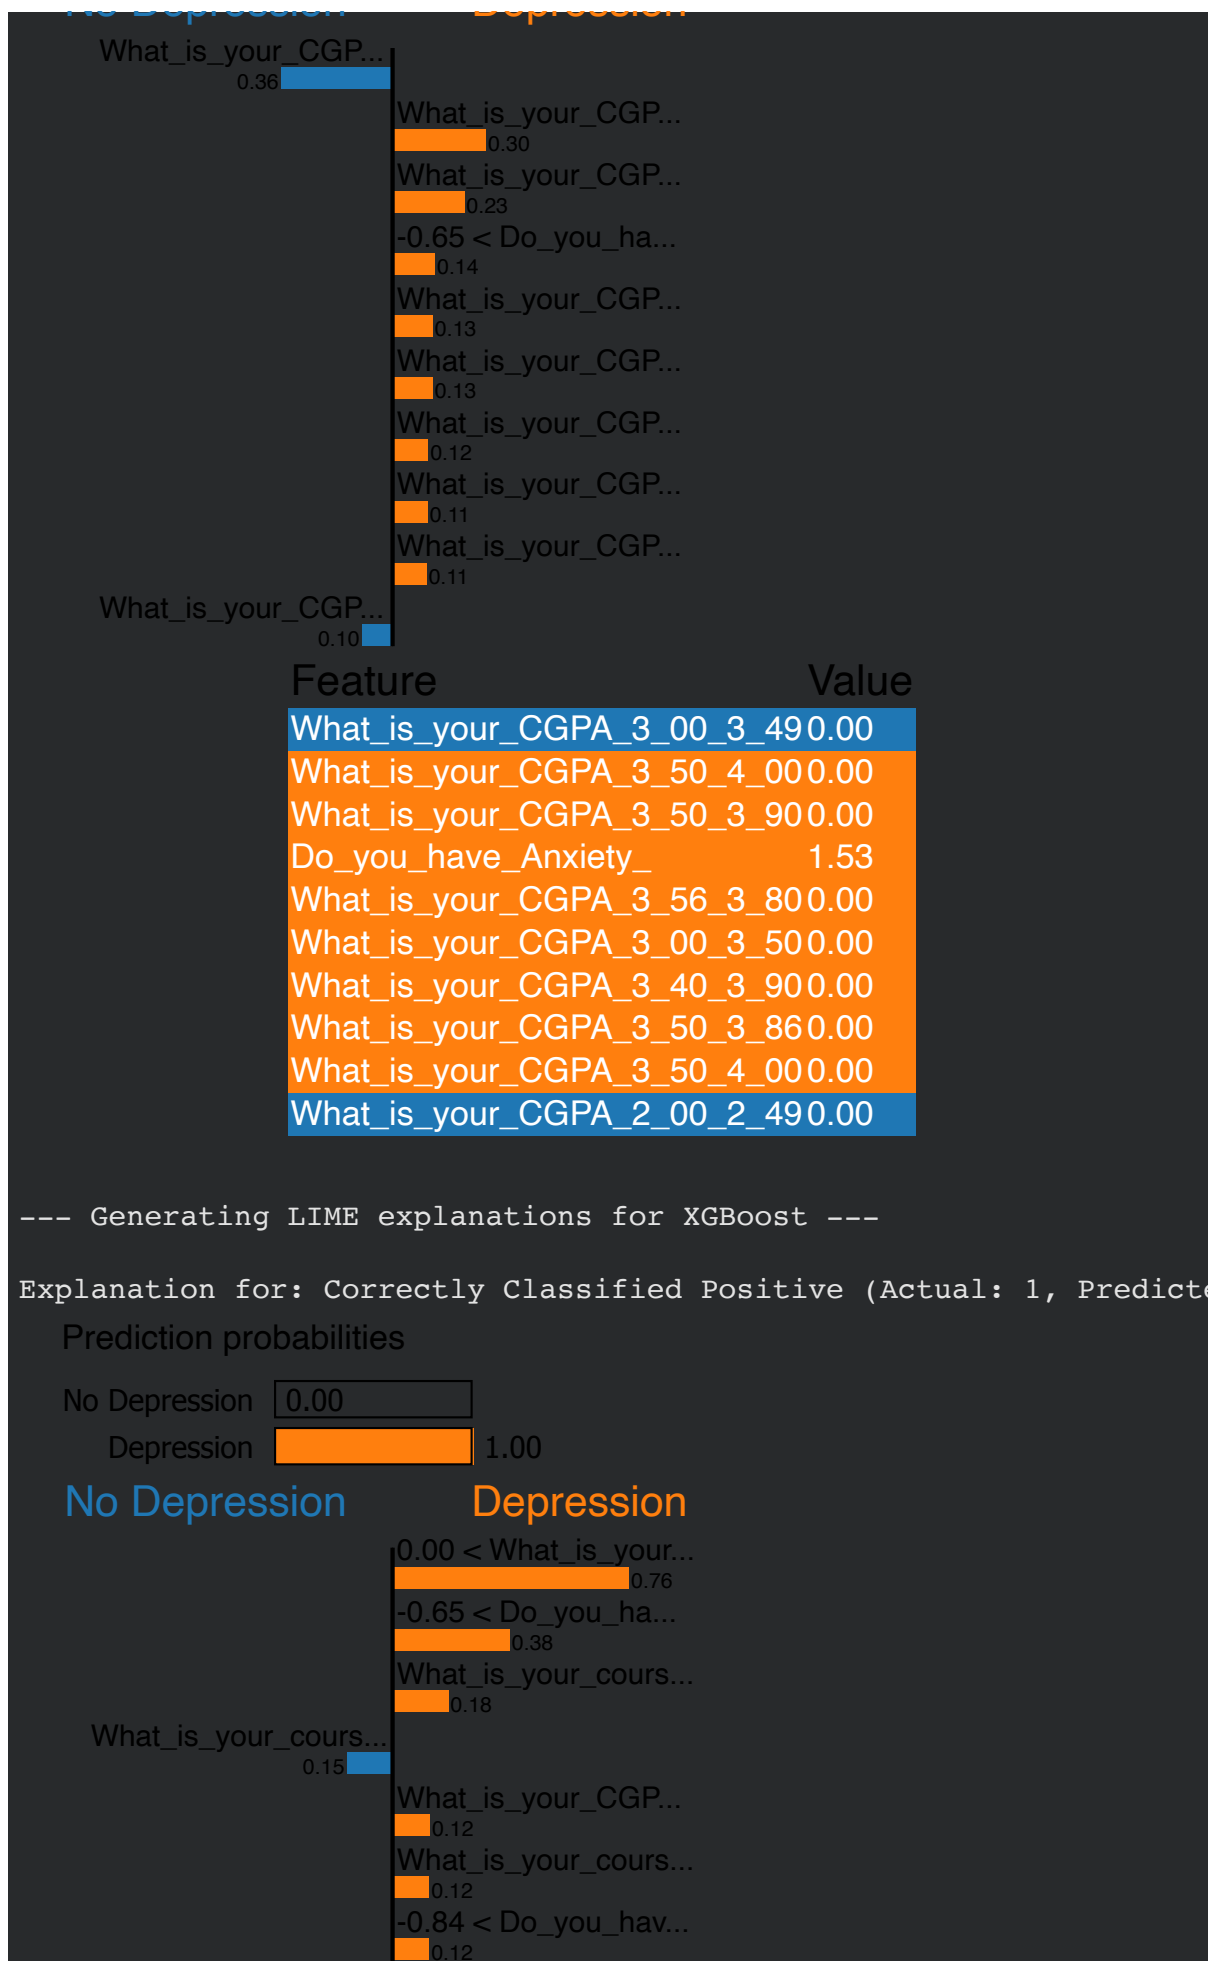 No Depression Depression
What_is_your_CGP...
0.36
What_is_your_CGP...
0.30
What_is_your_CGP...
0.23
-0.65 < Do_you_ha...
0.14
What_is_your_CGP...
0.13
What_is_your_CGP...
0.13
What_is_your_CGP...
0.12
What_is_your_CGP...
0.11
What_is_your_CGP...
0.11
What_is_your_CGP...
0.10
Feature Value
What_is_your_CGPA_3_00_3_49 0.00
What_is_your_CGPA_3_50_4_00 0.00
What_is_your_CGPA_3_50_3_90 0.00
Do_you_have_Anxiety_ 1.53
What_is_your_CGPA_3_56_3_80 0.00
What_is_your_CGPA_3_00_3_50 0.00
What_is_your_CGPA_3_40_3_90 0.00
What_is_your_CGPA_3_50_3_86 0.00
What_is_your_CGPA_3_50_4_00 0.00
What_is_your_CGPA_2_00_2_49 0.00
--- Generating LIME explanations for XGBoost ---
Explanation for: Correctly Classified Positive (Actual: 1, Predicte
Prediction probabilities
No Depression 0.00
Depression 1.00
No Depression Depression
0.00 < What_is_your...
0.76
-0.65 < Do_you_ha...
0.38
What_is_your_cours...
0.18
What_is_your_cours...
0.15
What_is_your_CGP...
0.12
What_is_your_cours...
0.12
-0.84 < Do_you_hav...
0.12